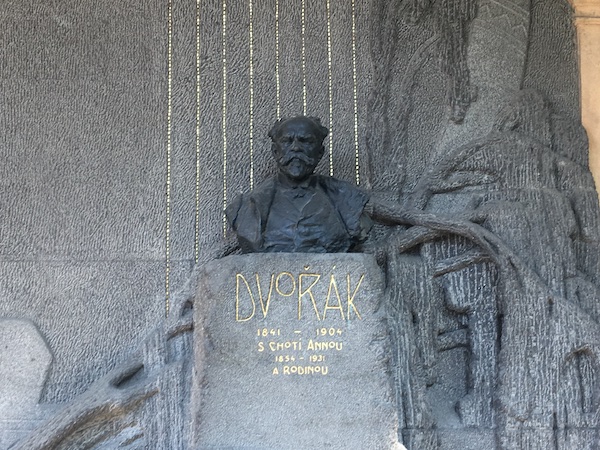 DVOŘÁK
1841 – 1904
S CHOTÍ ANNOU
1854 – 1931
A RODINOU